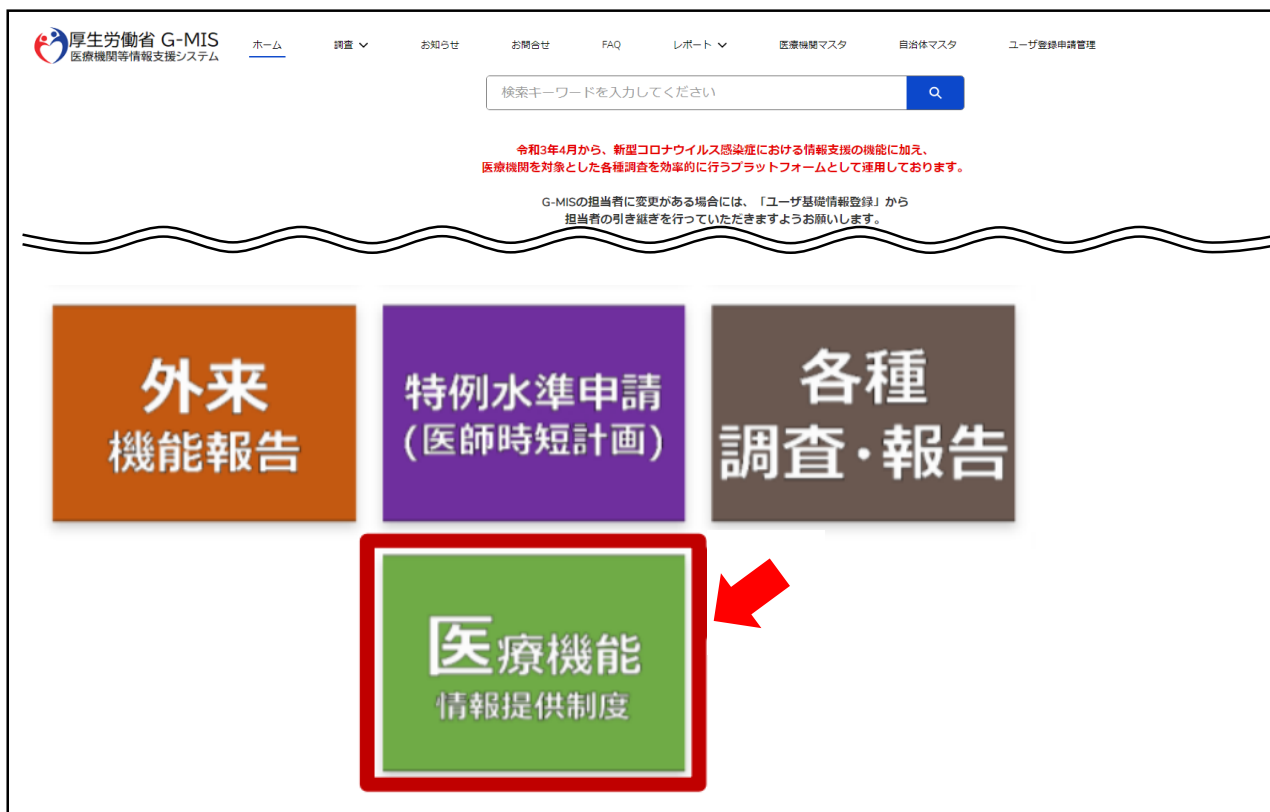 厚生労働省 G-MIS
医療機関等情報支援システム
ホーム
調査
お知らせ
お問合せ
FAQ
レポート
医療機関マスタ
自治体マスタ
ユーザ登録申請管理
検索キーワードを入力してください
令和3年4月から、新型コロナウイルス感染症における情報支援の機能に加え、
医療機関を対象とした各種調査を効率的に行うプラットフォームとして運用しております。
G-MISの担当者に変更がある場合には、「ユーザ基礎情報登録」から
担当者の引き継ぎを行っていただきますようお願いします。
外来
機能報告
特例水準申請
(医師時短計画)
各種
調査・報告
医療機能
情報提供制度